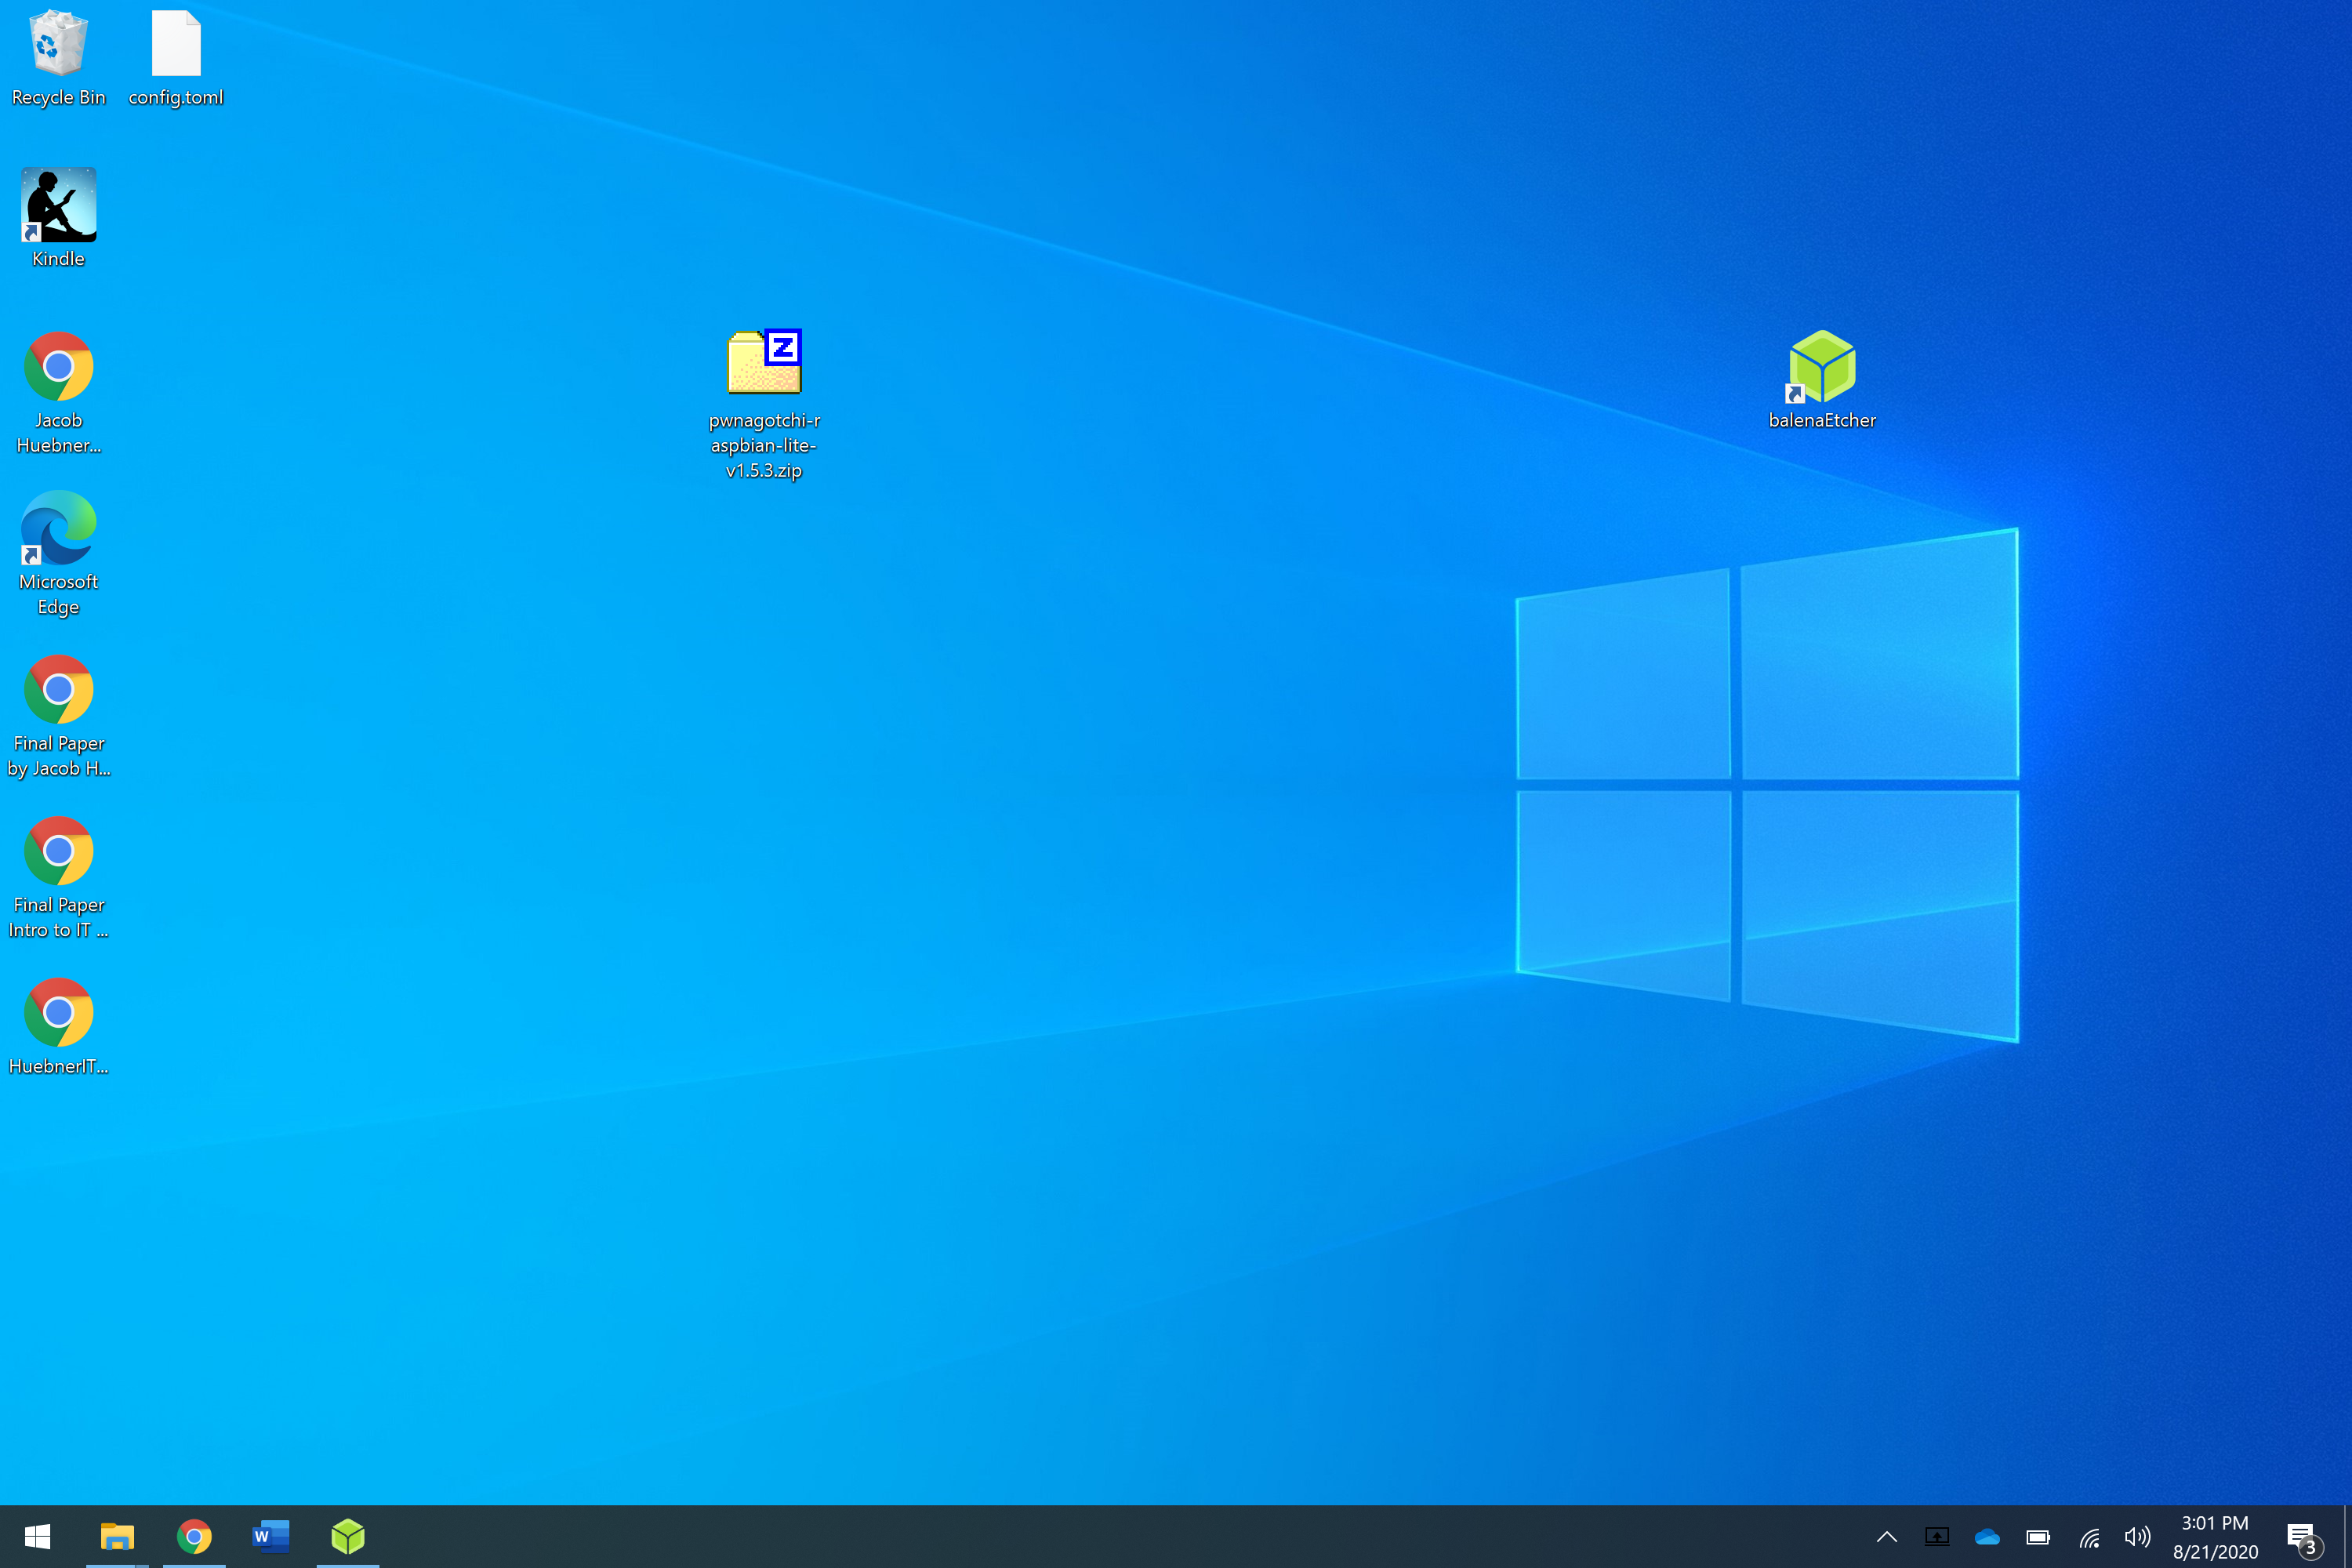 Recycle Bin
config.toml
Kindle
Jacob
Huebner...
Z
pwnagotchi-r
aspbian-lite-
v1.5.3.zip
balenaEtcher
Microsoft
Edge
Final Paper
by Jacob H...
Final Paper
Intro to IT ...
HuebnerIT...
W
3:01 PM
8/21/2020
3